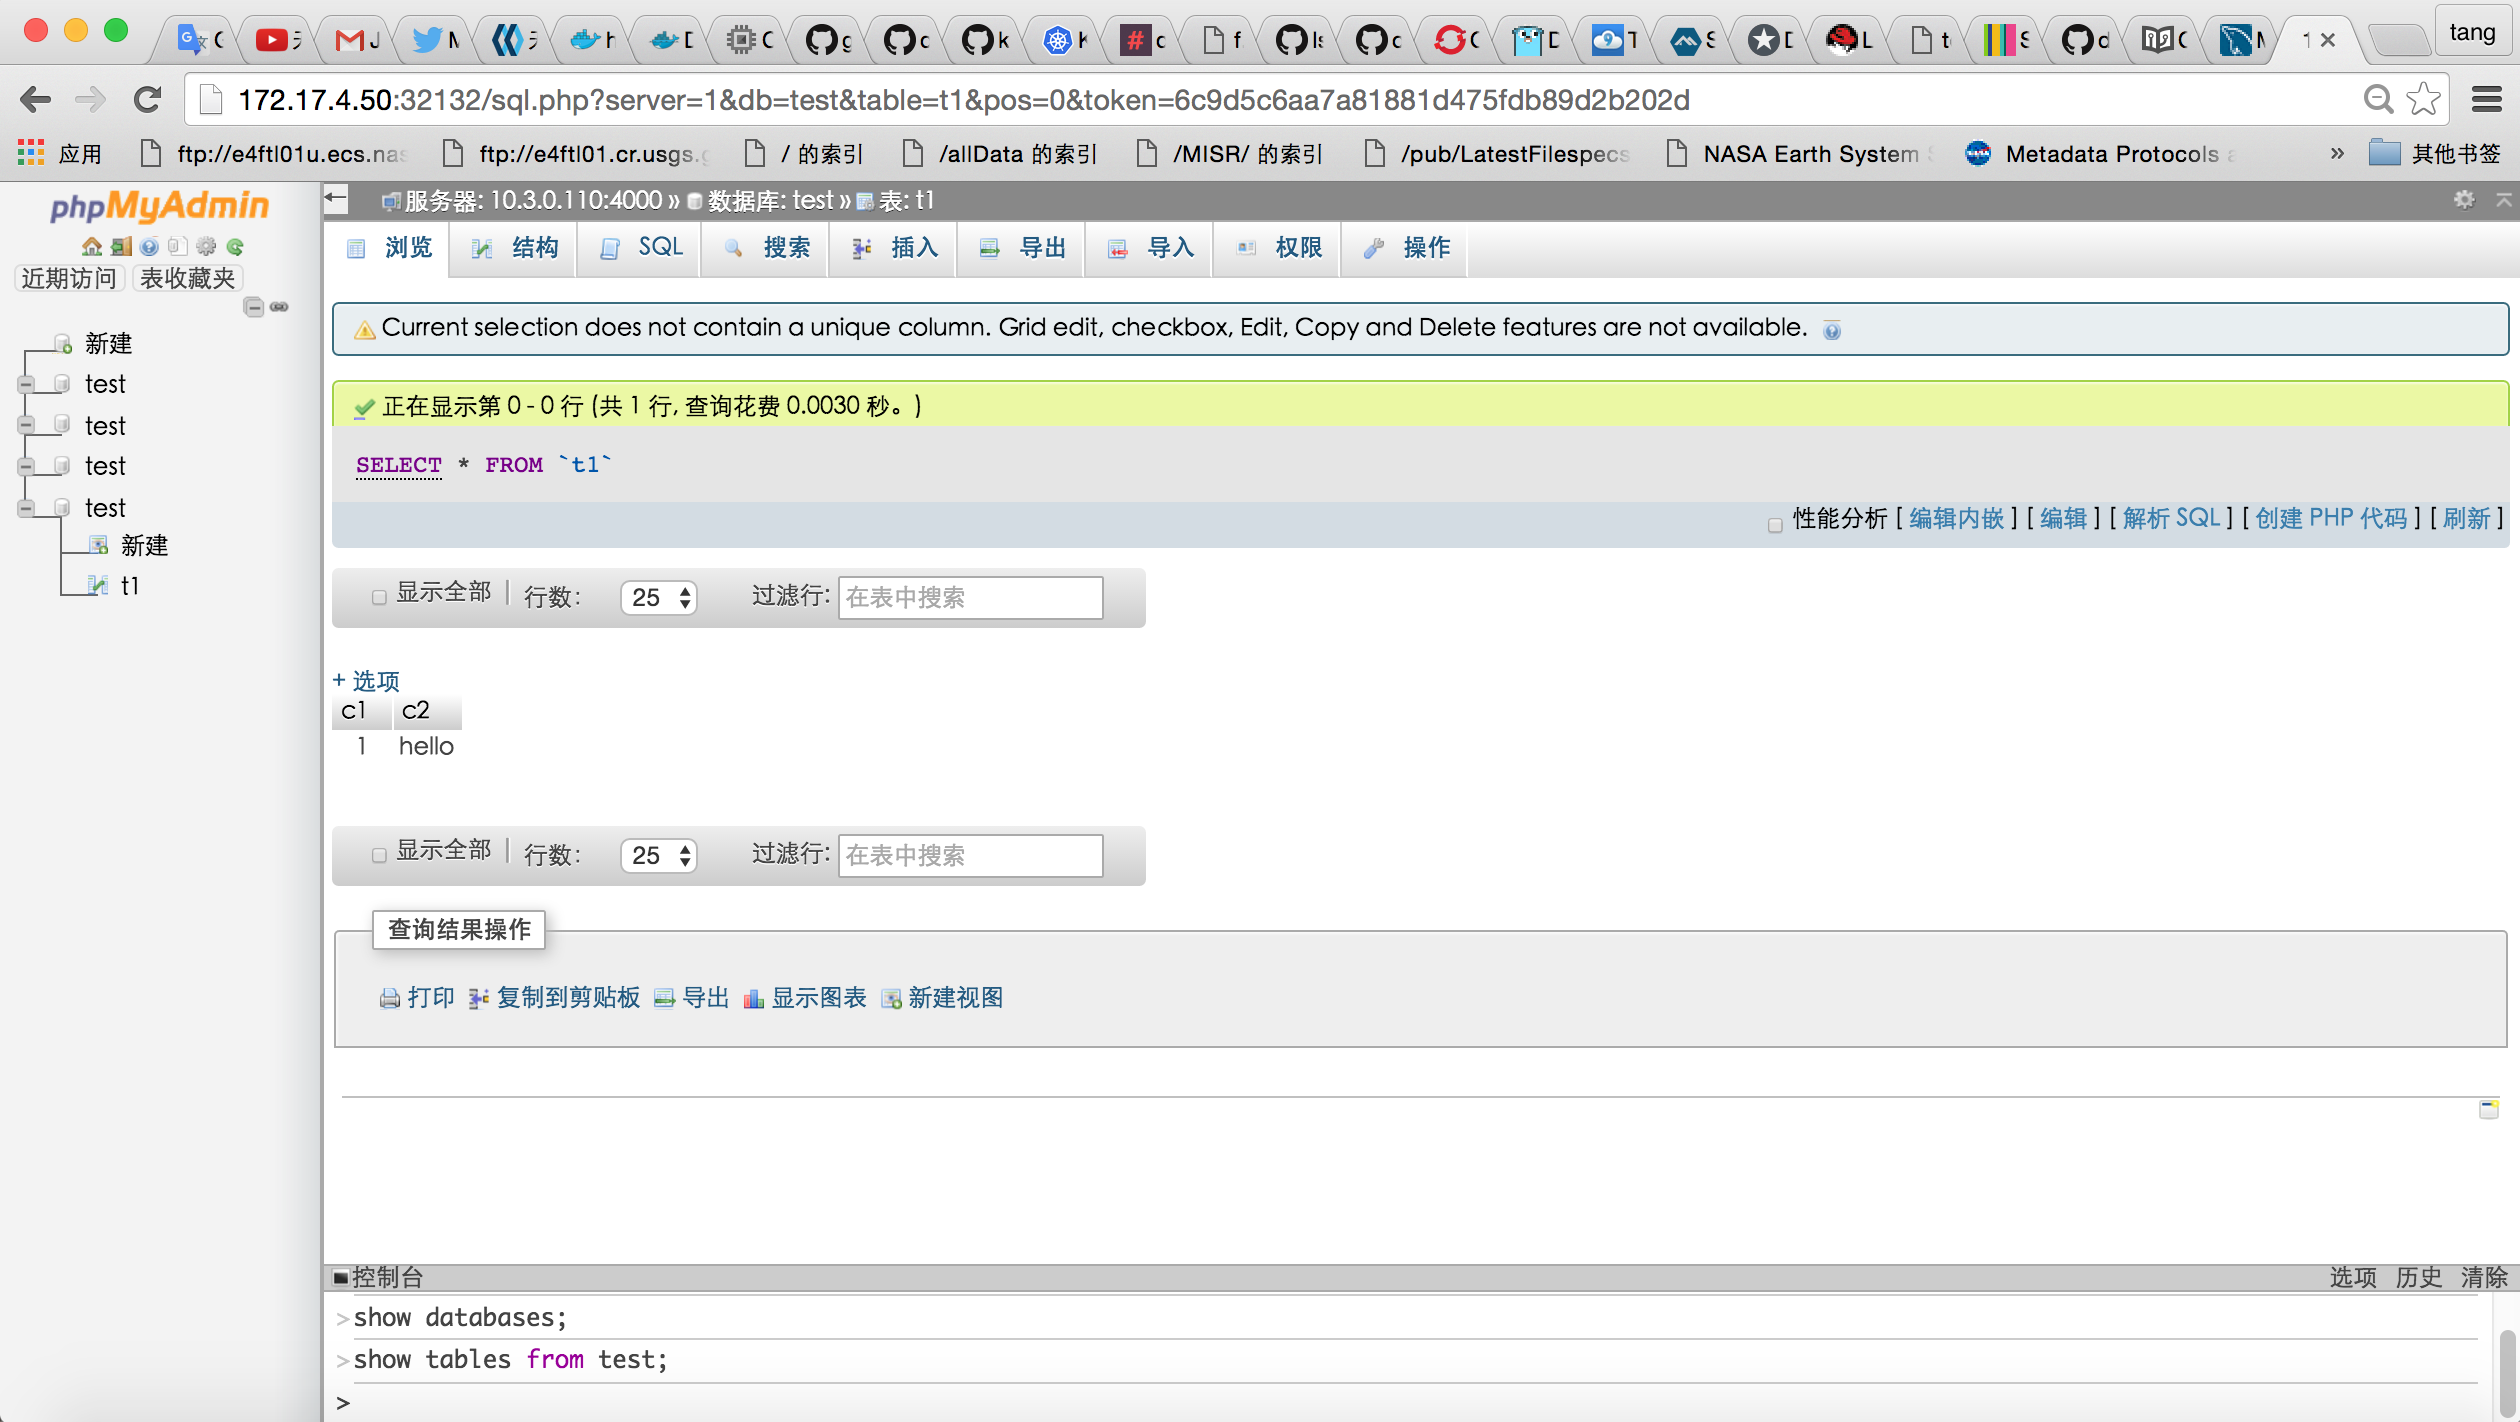 tang
172.17.4.50:32132/sql.php?server=1&db=test&table=t1&pos=0&token=6c9d5c6aa7a81881d475fdb89d2b202d
应用 ftp://e4ftl01u.ecs.nas ftp://e4ftl01.cr.usgs.g / 的索引 /allData 的索引 /MISR/ 的索引 /pub/LatestFilespecs NASA Earth System Metadata Protocols » 其他书签
phpMyAdmin
近期访问 表收藏夹
新建
test
test
test
test
新建
t1
服务器: 10.3.0.110:4000 » 数据库: test » 表: t1
浏览 结构 SQL 搜索 插入 导出 导入 权限 操作
Current selection does not contain a unique column. Grid edit, checkbox, Edit, Copy and Delete features are not available.
正在显示第 0 - 0 行 (共 1 行, 查询花费 0.0030 秒。)
SELECT * FROM `t1`
性能分析 [ 编辑内嵌 ] [ 编辑 ] [ 解析 SQL ] [ 创建 PHP 代码 ] [ 刷新 ]
显示全部 | 行数: 25 过滤行: 在表中搜索
+ 选项
c1 c2
1 hello
显示全部 | 行数: 25 过滤行: 在表中搜索
查询结果操作
打印 复制到剪贴板 导出 显示图表 新建视图
控制台 选项 历史 清除
>show databases;
>show tables from test;
>